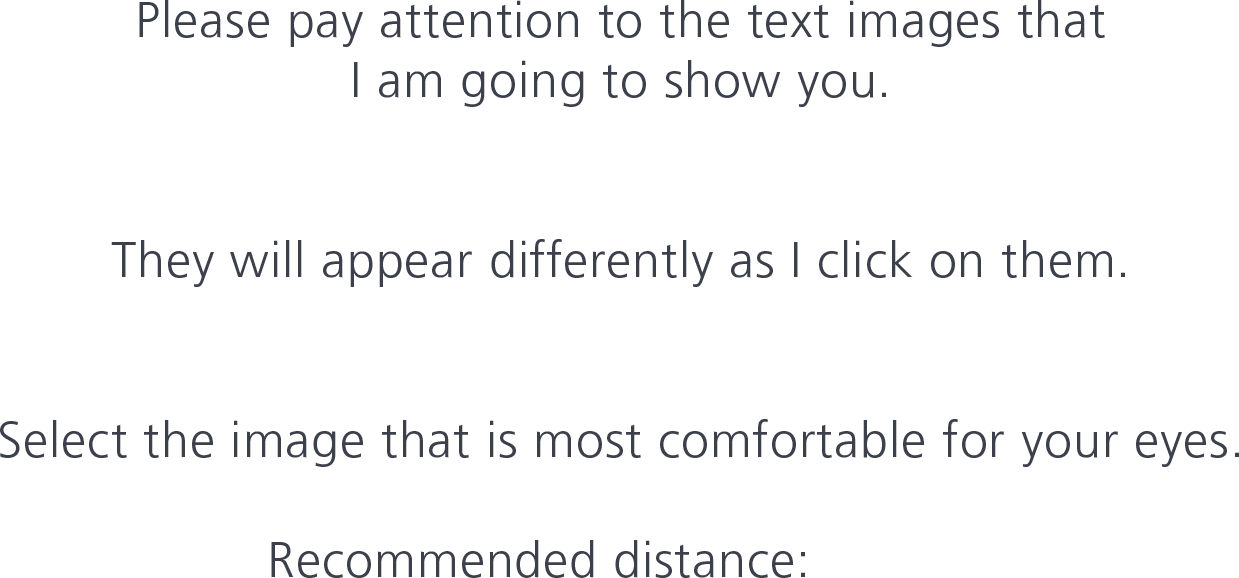 Please pay attention to the text images that
I am going to show you.
They will appear differently as I click on them.
Select the image that is most comfortable for your eyes.
Recommended distance: